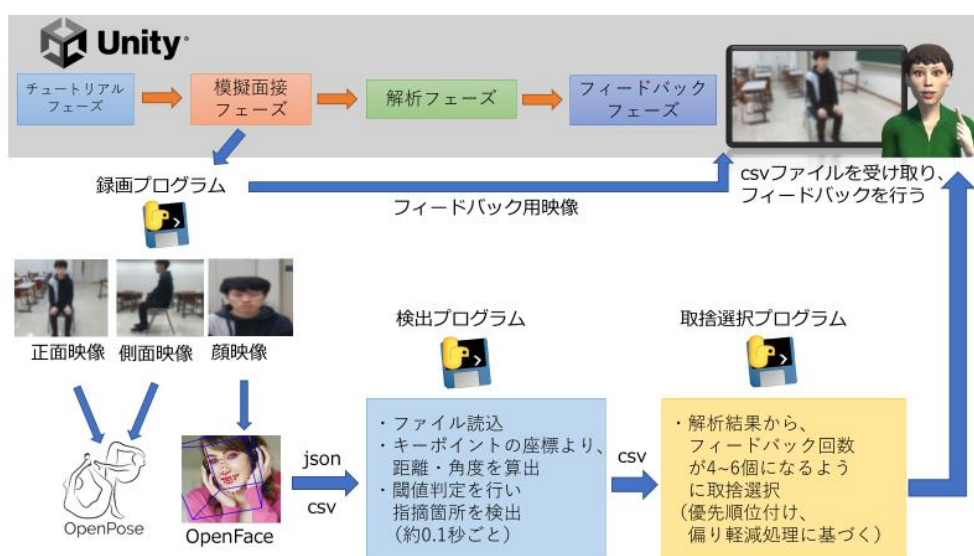 Unity
チュートリアル
フェーズ
模擬面接
フェーズ
解析フェーズ
フィードバック
フェーズ
録画プログラム
フィードバック用映像
csvファイルを受け取り、
フィードバックを行う
正面映像
側面映像
顔映像
検出プログラム
取捨選択プログラム
OpenPose
OpenFace
json
csv
・ファイル読込
・キーポイントの座標より、
距離・角度を算出
・閾値判定を行い
指摘箇所を検出
(約0.1秒ごと)
csv
・解析結果から、
フィードバック回数
が4~6個になるよう
に取捨選択
(優先順位付け、
偏り軽減処理に基づく)